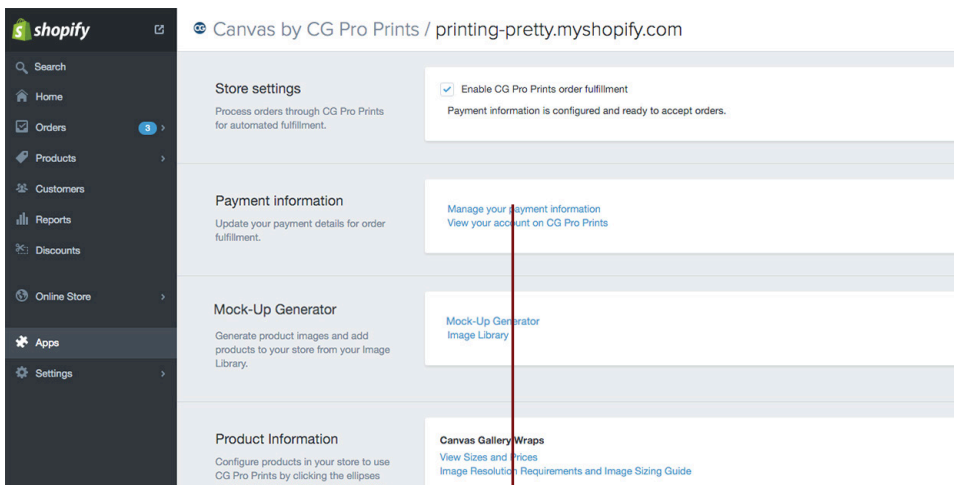 shopify
Canvas by CG Pro Prints / printing-pretty.myshopify.com
Search
Home
Orders 3
Products
Customers
Reports
Discounts
Online Store
Apps
Settings
Store settings
Process orders through CG Pro Prints
for automated fulfillment.
Enable CG Pro Prints order fulfillment
Payment information is configured and ready to accept orders.
Payment information
Update your payment details for order
fulfillment.
Manage your payment information
View your account on CG Pro Prints
Mock-Up Generator
Generate product images and add
products to your store from your Image
Library.
Mock-Up Generator
Image Library
Product Information
Configure products in your store to use
CG Pro Prints by clicking the ellipses
Canvas Gallery Wraps
View Sizes and Prices
Image Resolution Requirements and Image Sizing Guide